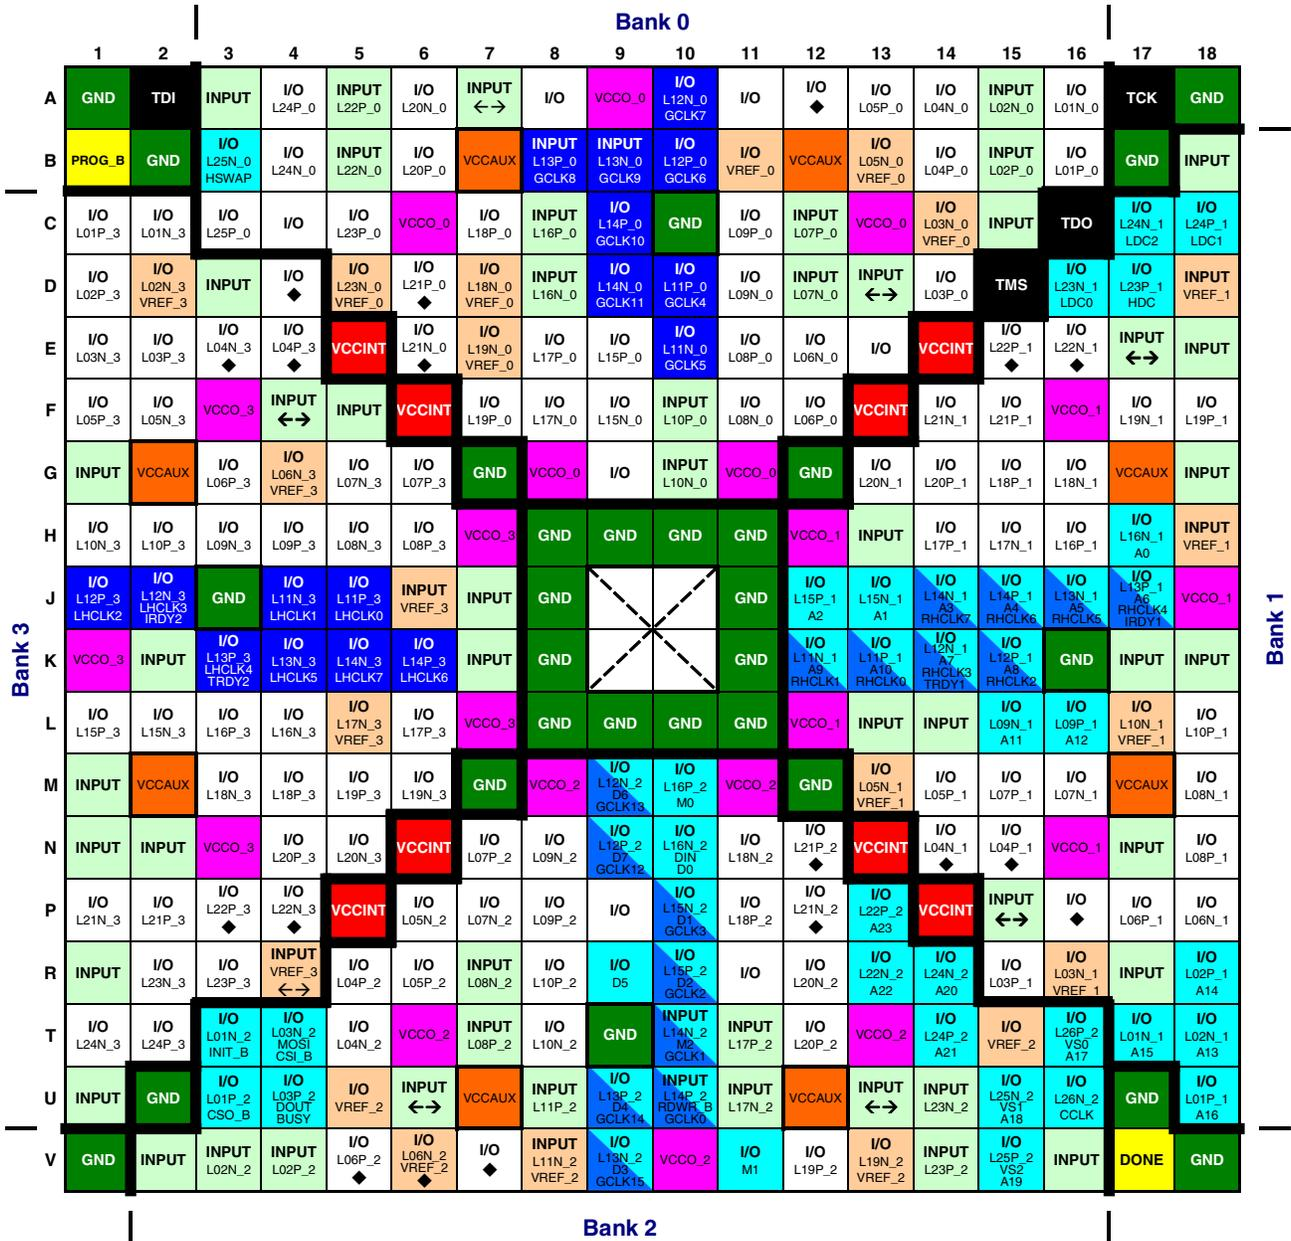 Bank 0
1 2 3 4 5 6 7 8 9 10 11 12 13 14 15 16 17 18
A GND TDI INPUT I/O L24P_0 INPUT L22P_0 I/O L20N_0 INPUT ↔ I/O VCCO_0 I/O L12N_0 GCLK7 I/O I/O ◆ I/O L05P_0 I/O L04N_0 INPUT L02N_0 I/O L01N_0 TCK GND
B PROG_B GND I/O L25N_0 HSWAP I/O L24N_0 INPUT L22N_0 I/O L20P_0 VCCAUX INPUT L13P_0 GCLK8 INPUT L13N_0 GCLK9 I/O L12P_0 GCLK6 I/O VREF_0 VCCAUX I/O L05N_0 VREF_0 I/O L04P_0 INPUT L02P_0 I/O L01P_0 GND INPUT
C I/O L01P_3 I/O L01N_3 I/O L25P_0 I/O I/O L23P_0 VCCO_0 I/O L18P_0 INPUT L16P_0 I/O L14P_0 GCLK10 GND I/O L09P_0 INPUT L07P_0 VCCO_0 I/O L03N_0 VREF_0 INPUT TDO I/O L24N_1 LDC2 I/O L24P_1 LDC1
D I/O L02P_3 I/O L02N_3 VREF_3 INPUT I/O ◆ I/O L23N_0 VREF_0 I/O L21P_0 ◆ I/O L18N_0 VREF_0 INPUT L16N_0 I/O L14N_0 GCLK11 I/O L11P_0 GCLK4 I/O L09N_0 INPUT L07N_0 INPUT ↔ I/O L03P_0 TMS I/O L23N_1 LDC0 I/O L23P_1 HDC INPUT VREF_1
E I/O L03N_3 I/O L03P_3 I/O L04N_3 ◆ I/O L04P_3 ◆ VCCINT I/O L21N_0 ◆ I/O L19N_0 VREF_0 I/O L17P_0 I/O L15P_0 I/O L11N_0 GCLK5 I/O L08P_0 I/O L06N_0 I/O VCCINT I/O L22P_1 ◆ I/O L22N_1 ◆ INPUT ↔ INPUT
F I/O L05P_3 I/O L05N_3 VCCO_3 INPUT ↔ INPUT VCCINT I/O L19P_0 I/O L17N_0 I/O L15N_0 INPUT L10P_0 I/O L08N_0 I/O L06P_0 VCCINT I/O L21N_1 I/O L21P_1 VCCO_1 I/O L19N_1 I/O L19P_1
G INPUT VCCAUX I/O L06P_3 I/O L06N_3 VREF_3 I/O L07N_3 I/O L07P_3 GND VCCO_0 I/O INPUT L10N_0 VCCO_0 GND I/O L20N_1 I/O L20P_1 I/O L18P_1 I/O L18N_1 VCCAUX INPUT
H I/O L10N_3 I/O L10P_3 I/O L09N_3 I/O L09P_3 I/O L08N_3 I/O L08P_3 VCCO_3 GND GND GND GND VCCO_1 INPUT I/O L17P_1 I/O L17N_1 I/O L16P_1 I/O L16N_1 A0 INPUT VREF_1
J I/O L12P_3 LHCLK2 I/O L12N_3 LHCLK3 IRDY2 GND I/O L11N_3 LHCLK1 I/O L11P_3 LHCLK0 INPUT VREF_3 INPUT GND GND I/O L15P_1 A2 I/O L15N_1 A1 I/O L14N_1 A3 RHCLK7 I/O L14P_1 A4 RHCLK6 I/O L13N_1 A5 RHCLK5 I/O L13P_1 A6 RHCLK4 IRDY1 VCCO_1
K VCCO_3 INPUT I/O L13P_3 LHCLK4 TRDY2 I/O L13N_3 LHCLK5 I/O L14N_3 LHCLK7 I/O L14P_3 LHCLK6 INPUT GND GND I/O L11N_1 A9 RHCLK1 I/O L11P_1 A10 RHCLK0 I/O L12N_1 A7 RHCLK3 TRDY1 I/O L12P_1 A8 RHCLK2 GND INPUT INPUT
Bank 3
Bank 1
L I/O L15P_3 I/O L15N_3 I/O L16P_3 I/O L16N_3 I/O L17N_3 VREF_3 I/O L17P_3 VCCO_3 GND GND GND GND VCCO_1 INPUT INPUT I/O L09N_1 A11 I/O L09P_1 A12 I/O L10N_1 VREF_1 I/O L10P_1
M INPUT VCCAUX I/O L18N_3 I/O L18P_3 I/O L19P_3 I/O L19N_3 GND VCCO_2 I/O L12N_2 D6 GCLK13 I/O L16P_2 M0 VCCO_2 GND I/O L05N_1 VREF_1 I/O L05P_1 I/O L07P_1 I/O L07N_1 VCCAUX I/O L08N_1
N INPUT INPUT VCCO_3 I/O L20P_3 I/O L20N_3 VCCINT I/O L07P_2 I/O L09N_2 I/O L12P_2 D7 GCLK12 I/O L16N_2 DIN D0 I/O L18N_2 I/O L21P_2 ◆ VCCINT I/O L04N_1 ◆ I/O L04P_1 ◆ VCCO_1 INPUT I/O L08P_1
P I/O L21N_3 I/O L21P_3 I/O L22P_3 ◆ I/O L22N_3 ◆ VCCINT I/O L05N_2 I/O L07N_2 I/O L09P_2 I/O I/O L15N_2 D1 GCLK3 I/O L18P_2 I/O L21N_2 ◆ I/O L22P_2 A23 VCCINT INPUT ↔ I/O ◆ I/O L06P_1 I/O L06N_1
R INPUT I/O L23N_3 I/O L23P_3 INPUT VREF_3 ↔ I/O L04P_2 I/O L05P_2 INPUT L08N_2 I/O L10P_2 I/O D5 I/O L15P_2 D2 GCLK2 I/O I/O L20N_2 I/O L22N_2 A22 I/O L24N_2 A20 I/O L03P_1 I/O L03N_1 VREF_1 INPUT I/O L02P_1 A14
T I/O L24N_3 I/O L24P_3 I/O L01N_2 INIT_B I/O L03N_2 MOSI CSI_B I/O L04N_2 VCCO_2 INPUT L08P_2 I/O L10N_2 GND INPUT L14N_2 M2 GCLK1 INPUT L17P_2 I/O L20P_2 VCCO_2 I/O L24P_2 A21 I/O VREF_2 I/O L26P_2 VS0 A17 I/O L01N_1 A15 I/O L02N_1 A13
U INPUT GND I/O L01P_2 CSO_B I/O L03P_2 DOUT BUSY I/O VREF_2 INPUT ↔ VCCAUX INPUT L11P_2 I/O L13P_2 D4 GCLK14 INPUT L14P_2 RDWR_B GCLK0 INPUT L17N_2 VCCAUX INPUT ↔ I/O L23N_2 I/O L25N_2 VS1 A18 I/O L26N_2 CCLK GND I/O L01P_1 A16
V GND INPUT INPUT L02N_2 INPUT L02P_2 I/O L06P_2 ◆ I/O L06N_2 VREF_2 ◆ I/O ◆ INPUT L11N_2 VREF_2 I/O L13N_2 D3 GCLK15 VCCO_2 I/O M1 I/O L19P_2 I/O L19N_2 VREF_2 INPUT L23P_2 I/O L25P_2 VS2 A19 INPUT DONE GND
Bank 2